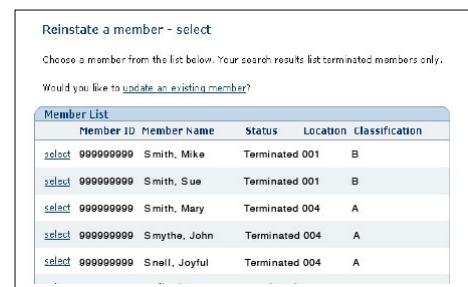 Reinstate a member - select
Choose a member from the list below. Your search results list terminated members only.
Would you like to update an existing member?
Member List
Member ID Member Name Status Location Classification
select 999999999 Smith, Mike Terminated 001 B
select 999999999 Smith, Sue Terminated 001 B
select 999999999 Smith, Mary Terminated 004 A
select 999999999 Smythe, John Terminated 004 A
select 999999999 Snell, Joyful Terminated 004 A